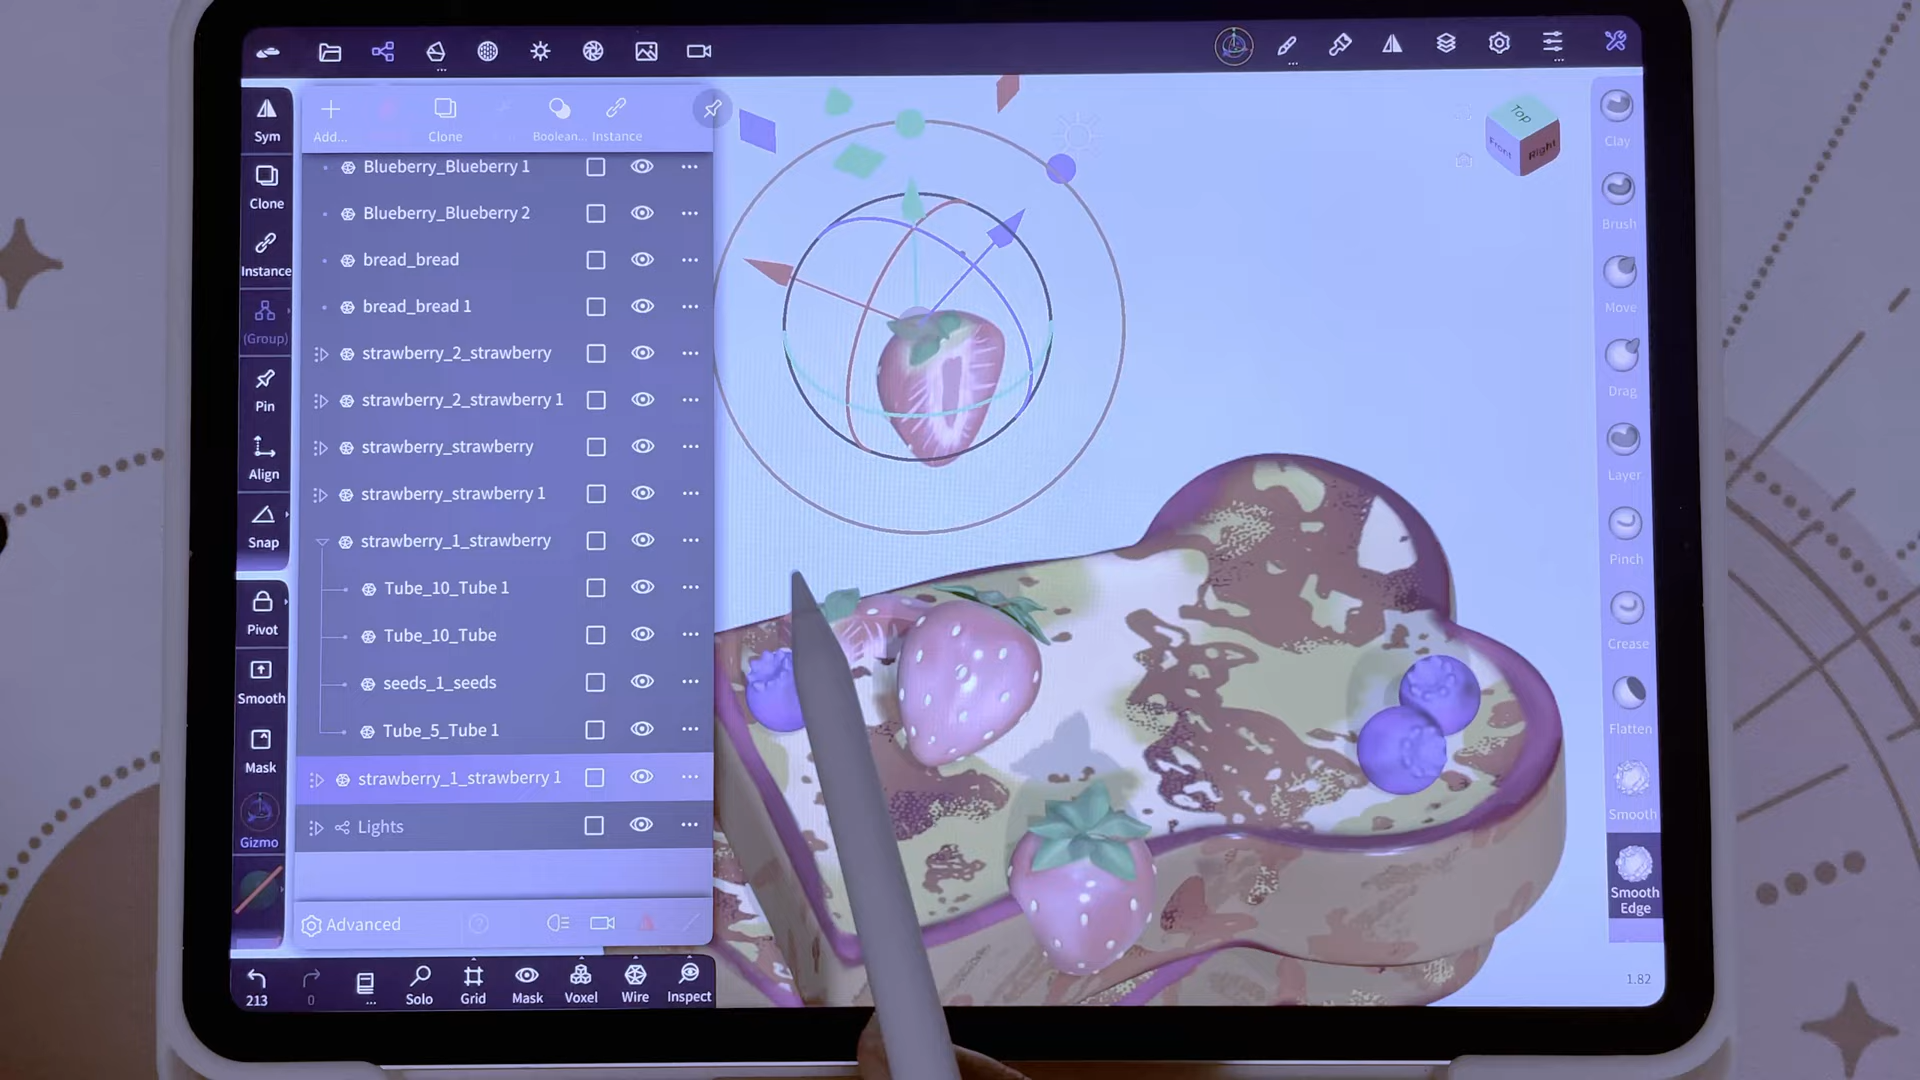 Sym
Clone
Instance
(Group)
Pin
Align
Snap
Pivot
Smooth
Mask
Gizmo
Add...
Clone
Boolean...
Instance
Blueberry_Blueberry 1
Blueberry_Blueberry 2
bread_bread
bread_bread 1
strawberry_2_strawberry
strawberry_2_strawberry 1
strawberry_strawberry
strawberry_strawberry 1
strawberry_1_strawberry
Tube_10_Tube 1
Tube_10_Tube
seeds_1_seeds
Tube_5_Tube 1
strawberry_1_strawberry 1
Lights
Advanced
213
0
Solo
Grid
Mask
Voxel
Wire
Inspect
Top
Front
Right
Clay
Brush
Move
Drag
Layer
Pinch
Crease
Flatten
Smooth
Smooth
Edge
1.82